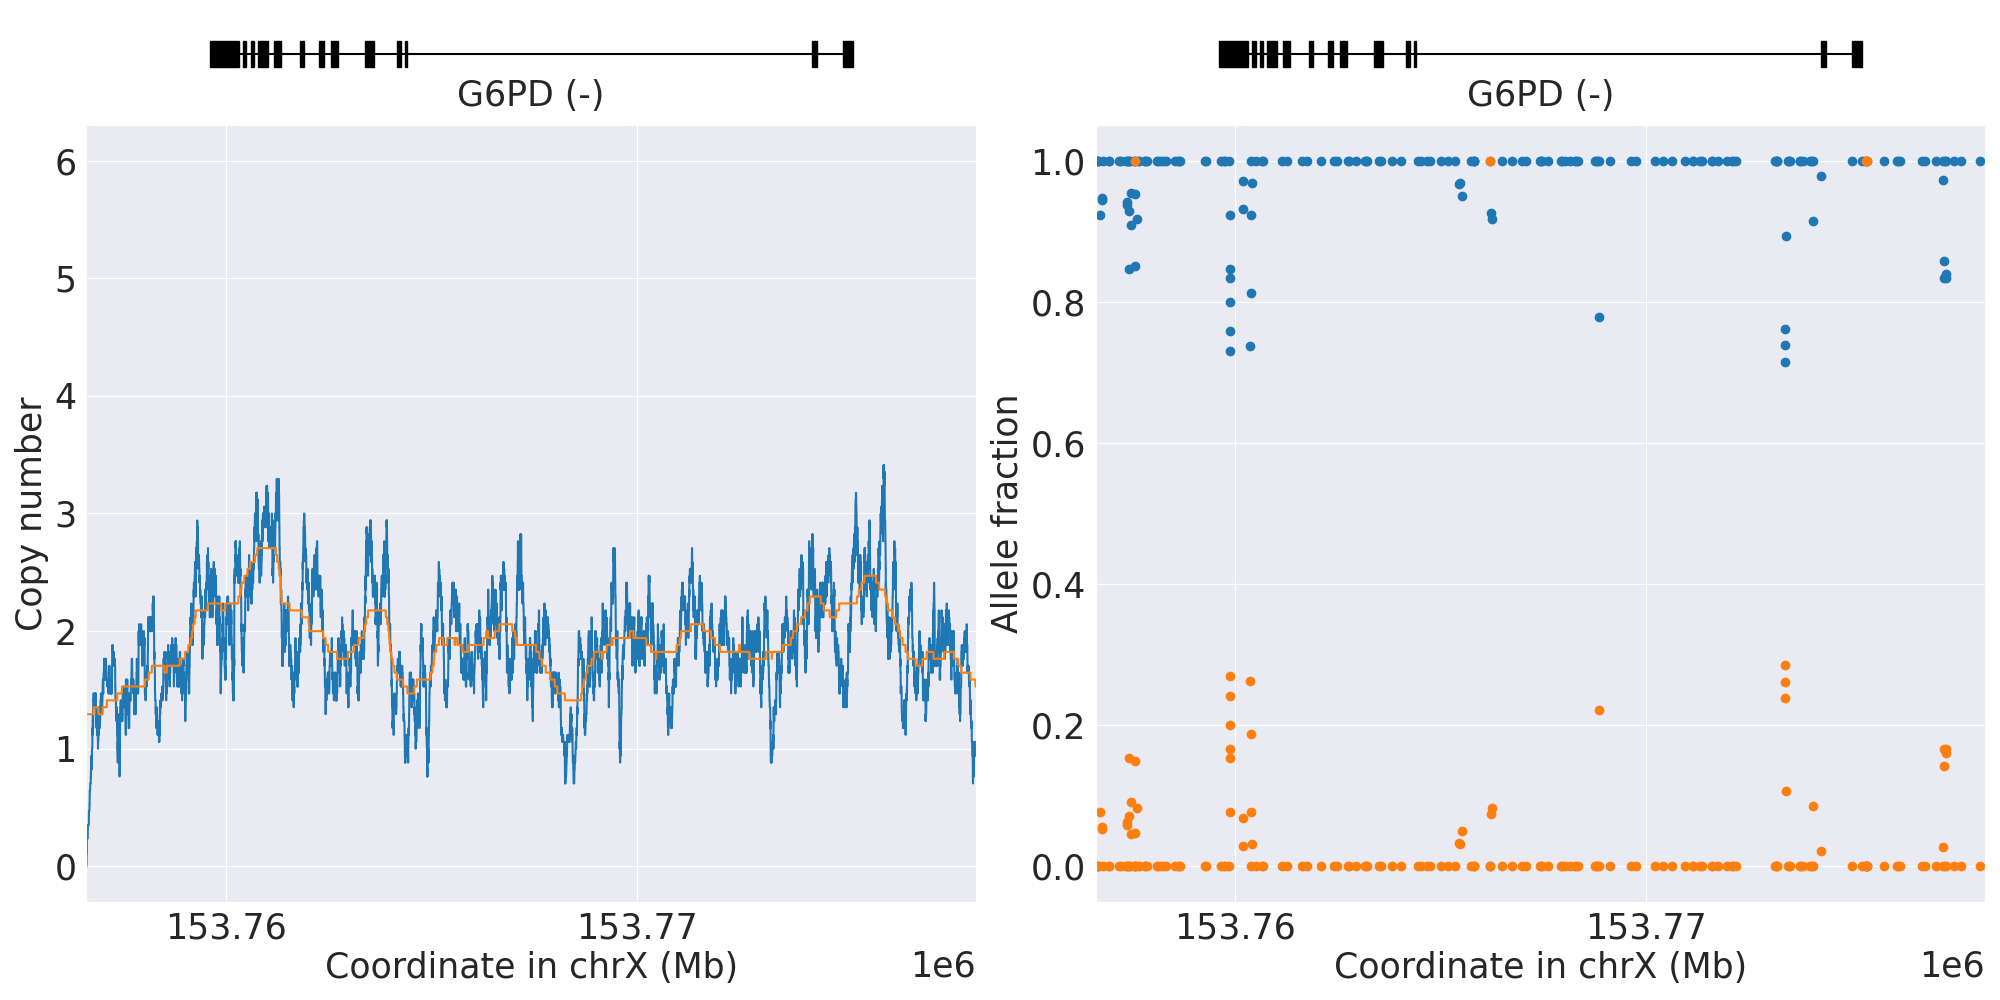 G6PD (-)
Copy number
6
5
4
3
2
1
0
153.76
153.77
Coordinate in chrX (Mb)
1e6
G6PD (-)
Allele fraction
1.0
0.8
0.6
0.4
0.2
0.0
153.76
153.77
Coordinate in chrX (Mb)
1e6